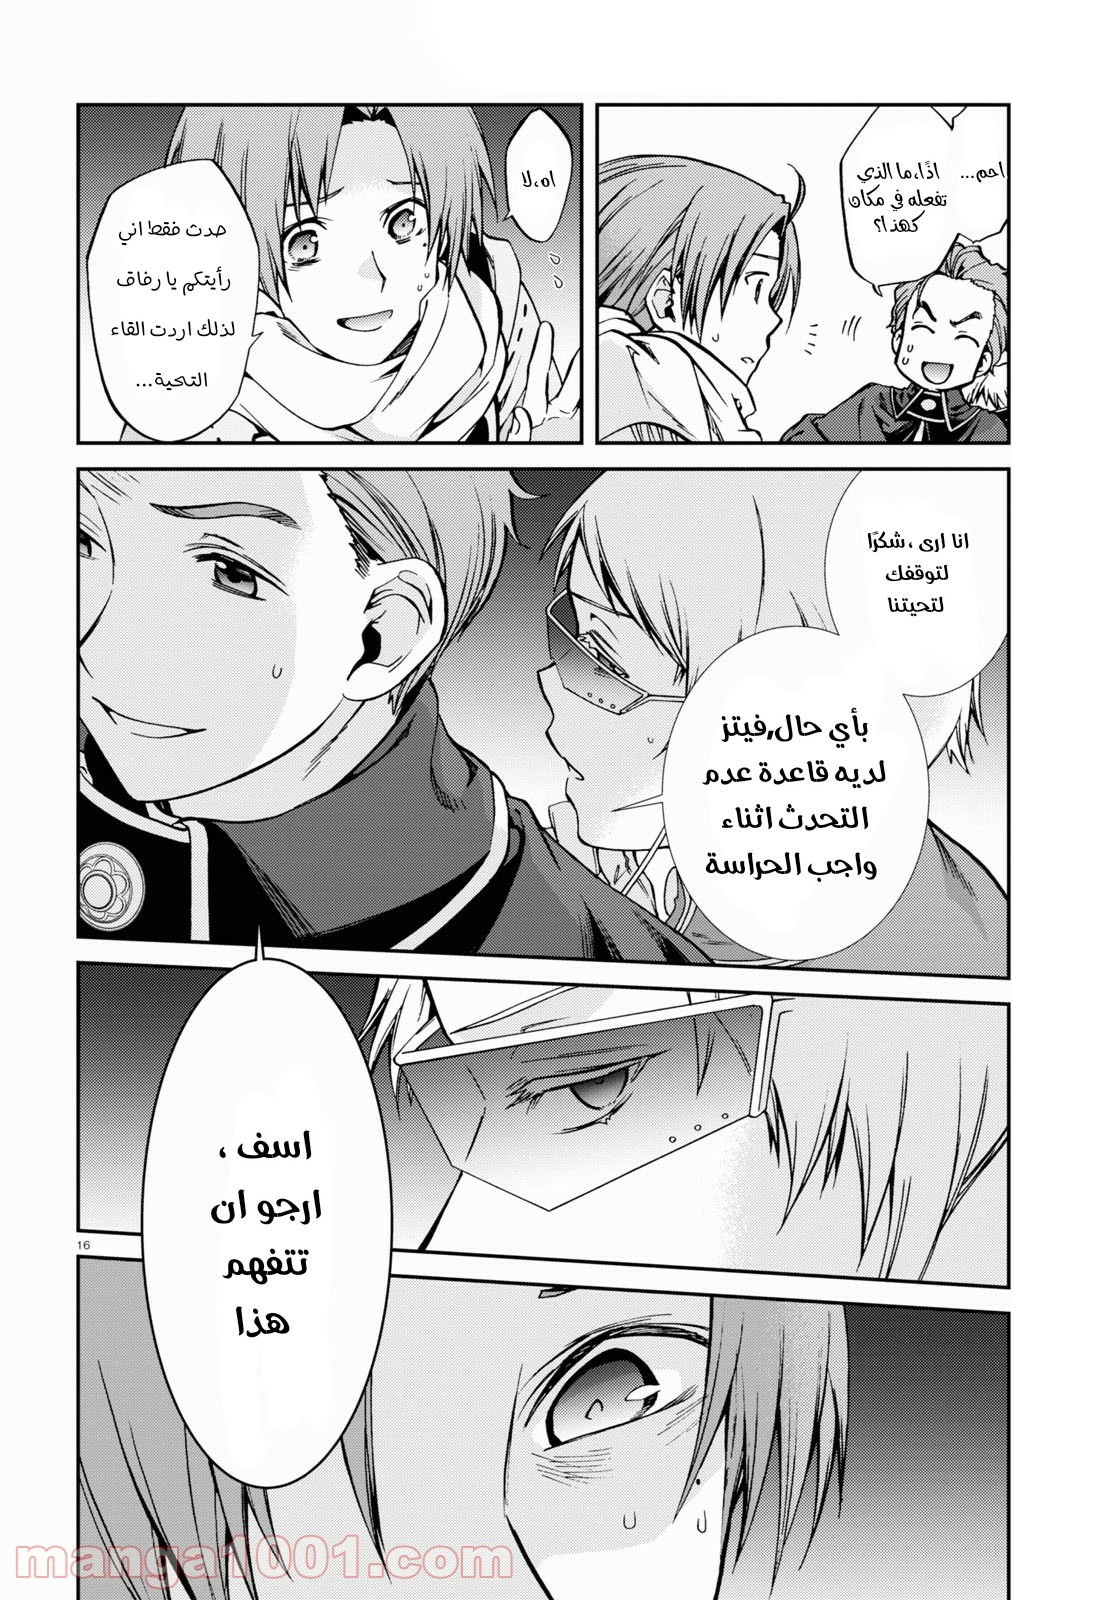 احم...
اذًا،ما الذي
تفعله في مكان
كهذا؟
اه،لا
حدث فقط اني
رأيتكم يا رفاق
لذلك اردت القاء
التحية...
انا ارى ، شكرًا
لتوقفك
لتحيتنا
بأي حال,فيتز
لديه قاعدة عدم
التحدث اثناء
واجب الحراسة
اسف ،
ارجو ان
تتفهم
هذا
16
manga1001.com